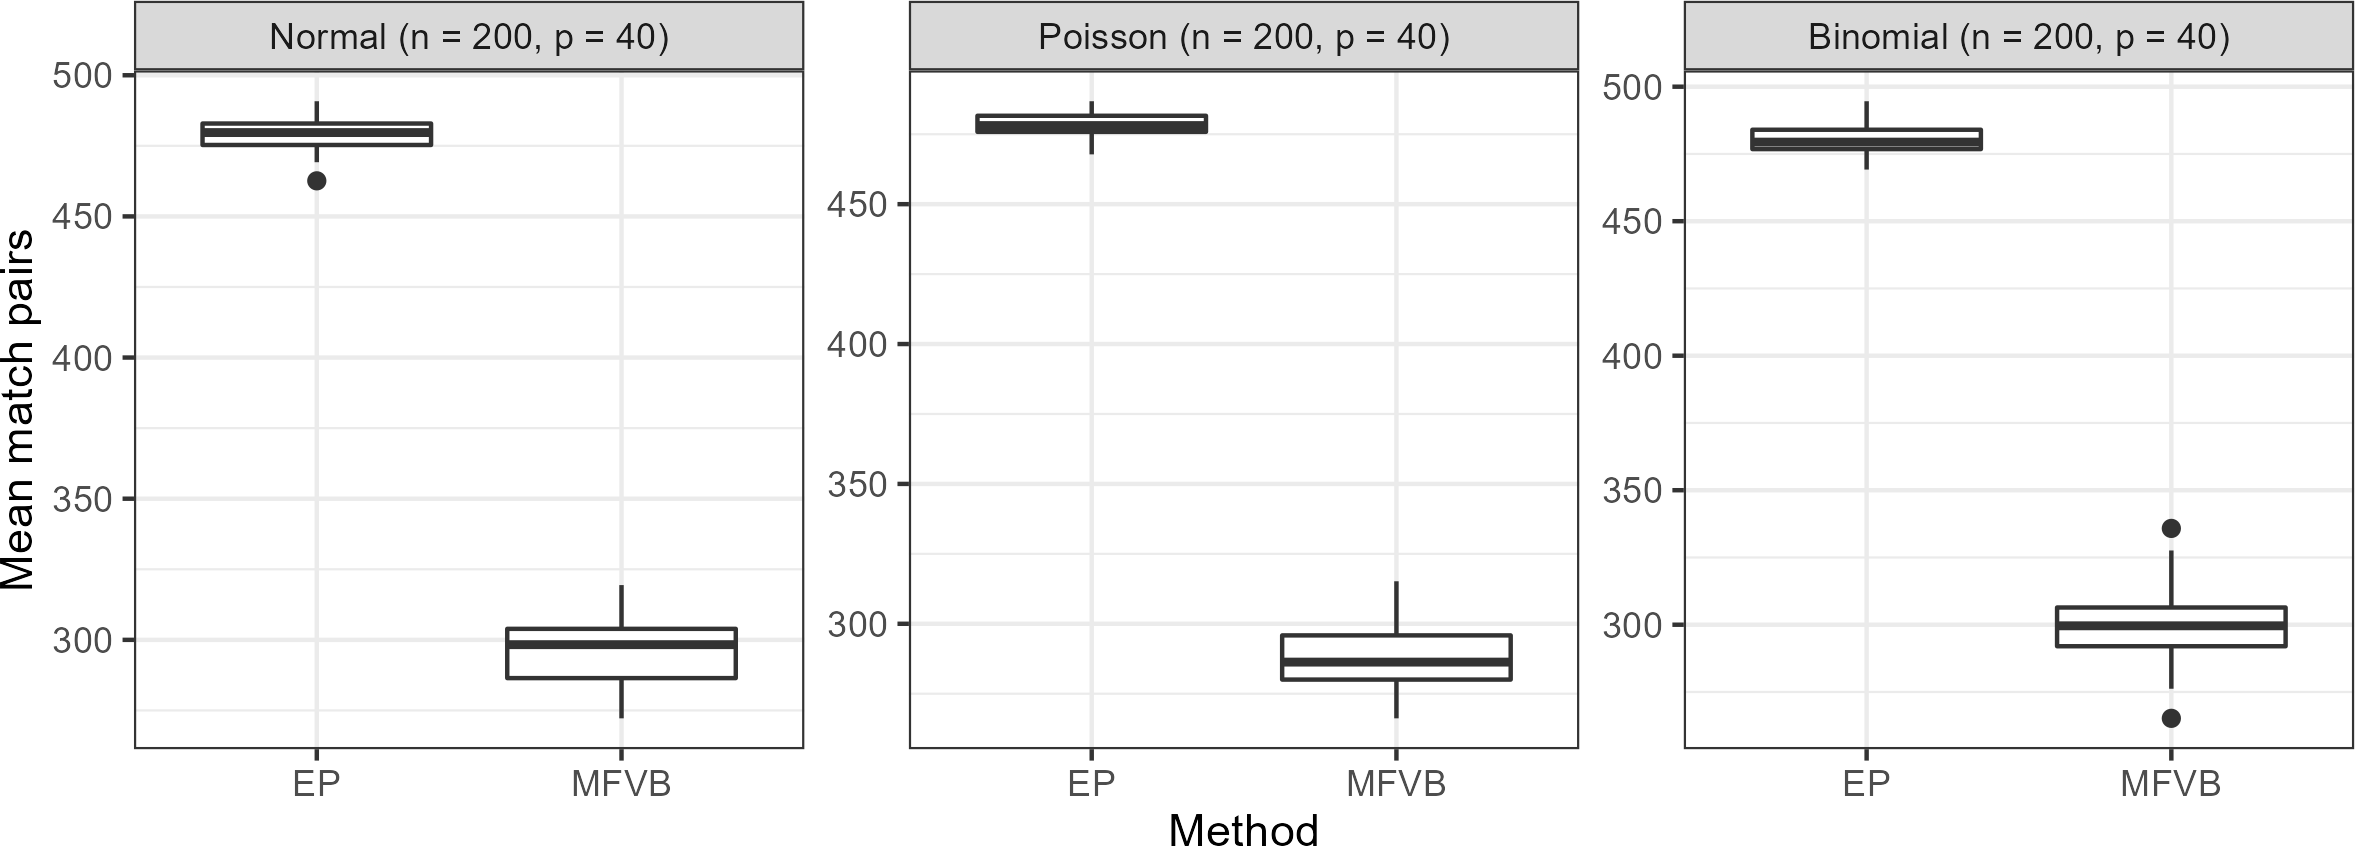 Normal (n = 200, p = 40)
Poisson (n = 200, p = 40)
Binomial (n = 200, p = 40)
Mean match pairs
500
450
400
350
300
450
400
350
300
500
450
400
350
300
EP
MFVB
EP
MFVB
EP
MFVB
Method